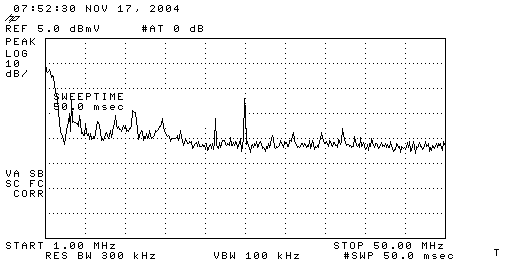 07:52:30 NOV 17, 2004
hp
REF 5.0 dBmV #AT 0 dB
PEAK
LOG
10
dB/
SWEEPTIME
50.0 msec
VA SB
SC FC
CORR
START 1.00 MHz STOP 50.00 MHz
RES BW 300 kHz VBW 100 kHz #SWP 50.0 msec
T